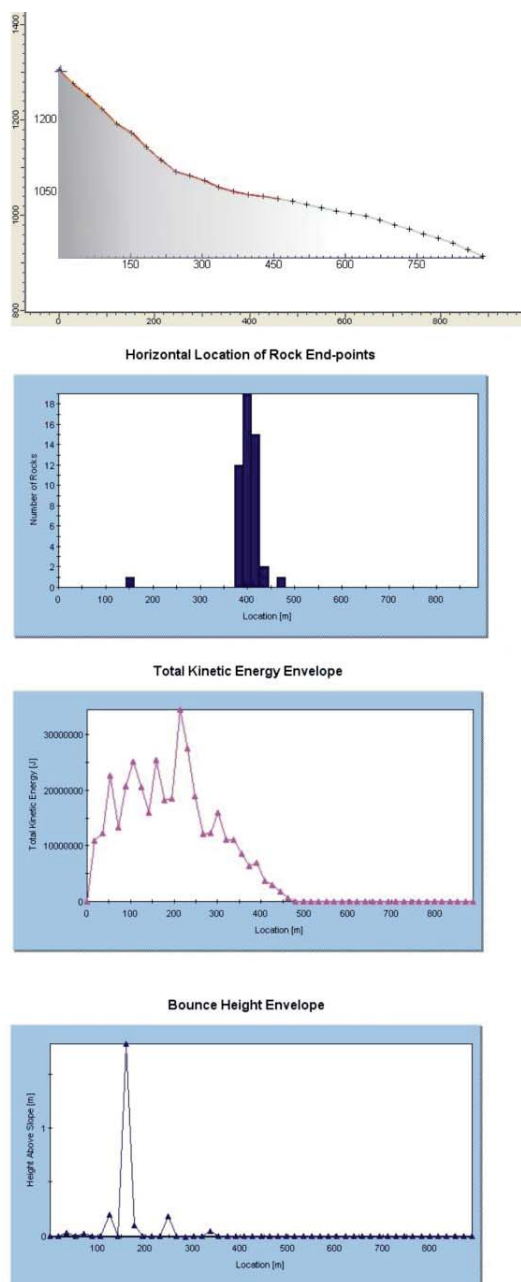 1400
1200
1000
800
1200
1050
150 300 450 600 750
0 200 400 600 800
Horizontal Location of Rock End-points
Number of Rocks
18
16
14
12
10
8
6
4
2
0
0 100 200 300 400 500 600 700 800
Location [m]
Total Kinetic Energy Envelope
Total Kinetic Energy [J]
30000000
20000000
10000000
0
0 100 200 300 400 500 600 700 800
Location [m]
Bounce Height Envelope
Height Above Slope [m]
1
0
100 200 300 400 500 600 700 800
Location [m]